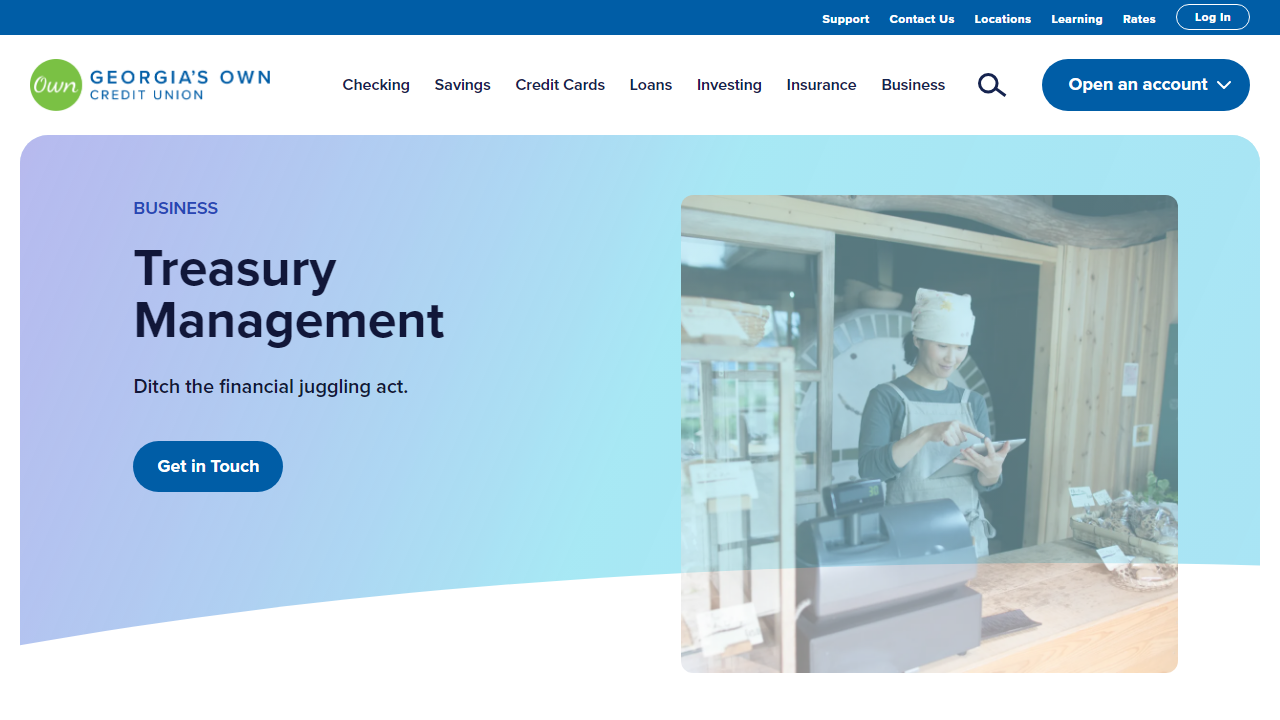 Support Contact Us Locations Learning Rates Log In
Own GEORGIA'S OWN
CREDIT UNION
Checking Savings Credit Cards Loans Investing Insurance Business Open an account
BUSINESS
Treasury
Management
Ditch the financial juggling act.
Get in Touch